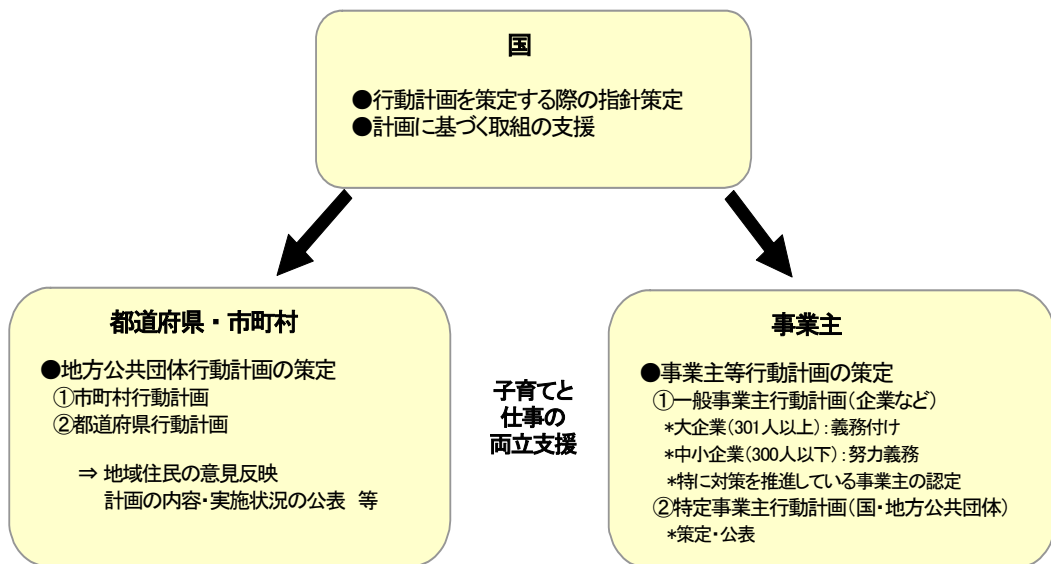 国
●行動計画を策定する際の指針策定
●計画に基づく取組の支援
都道府県・市町村
●地方公共団体行動計画の策定
①市町村行動計画
②都道府県行動計画
⇒ 地域住民の意見反映
計画の内容・実施状況の公表 等
子育てと
仕事の
両立支援
事業主
●事業主等行動計画の策定
①一般事業主行動計画(企業など)
*大企業(301人以上):義務付け
*中小企業(300人以下):努力義務
*特に対策を推進している事業主の認定
②特定事業主行動計画(国・地方公共団体)
*策定・公表